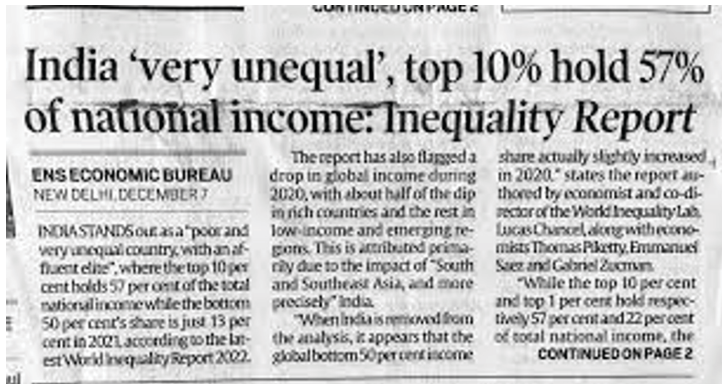 CONTINUED ON PAGE 2
India ‘very unequal’, top 10% hold 57%
of national income: Inequality Report
ENS ECONOMIC BUREAU
NEW DELHI, DECEMBER 7
INDIA STANDS out as a “poor and
very unequal country, with an af-
fluent elite”, where the top 10 per
cent holds 57 per cent of the total
national income while the bottom
50 per cent’s share is just 13 per
cent in 2021, according to the lat-
est World Inequality Report 2022.
The report has also flagged a
drop in global income during
2020, with about half of the dip
in rich countries and the rest in
low-income and emerging re-
gions. This is attributed prima-
rily due to the impact of “South
and Southeast Asia, and more
precisely” India.
“When India is removed from
the analysis, it appears that the
global bottom 50 per cent income
share actually slightly increased
in 2020,” states the report au-
thored by economist and co-di-
rector of the World Inequality Lab,
Lucas Chancel, along with econo-
mists Thomas Piketty, Emmanuel
Saez and Gabriel Zucman.
“While the top 10 per cent
and top 1 per cent hold respec-
tively 57 per cent and 22 per cent
of total national income, the
CONTINUED ON PAGE 2